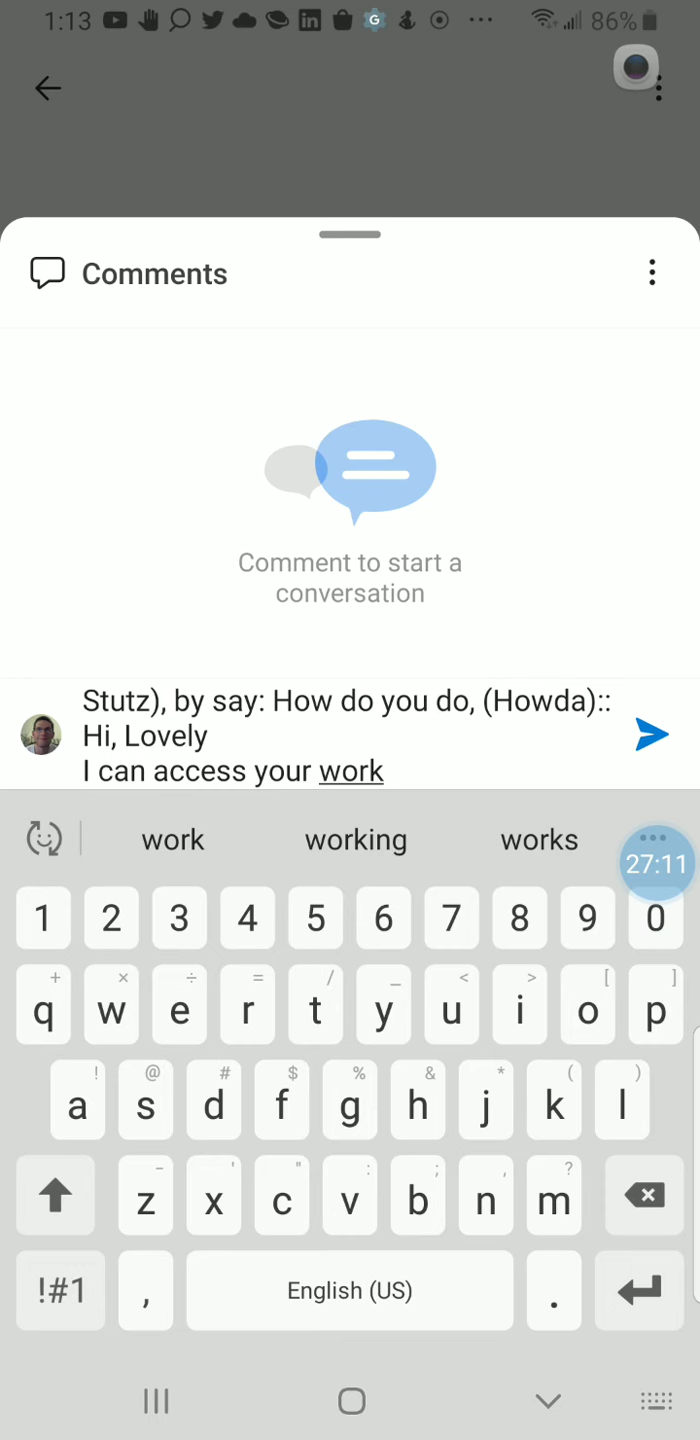 1:13
86%
Comments
Comment to start a
conversation
Stutz), by say: How do you do, (Howda)::
Hi, Lovely
I can access your work
work working works
27:11
1 2 3 4 5 6 7 8 9 0
+ × ÷ = / _ < > [ ]
q w e r t y u i o p
! @ # $ % & * ( )
a s d f g h j k l
- ' " : ; , ?
z x c v b n m
!#1 , English (US) .